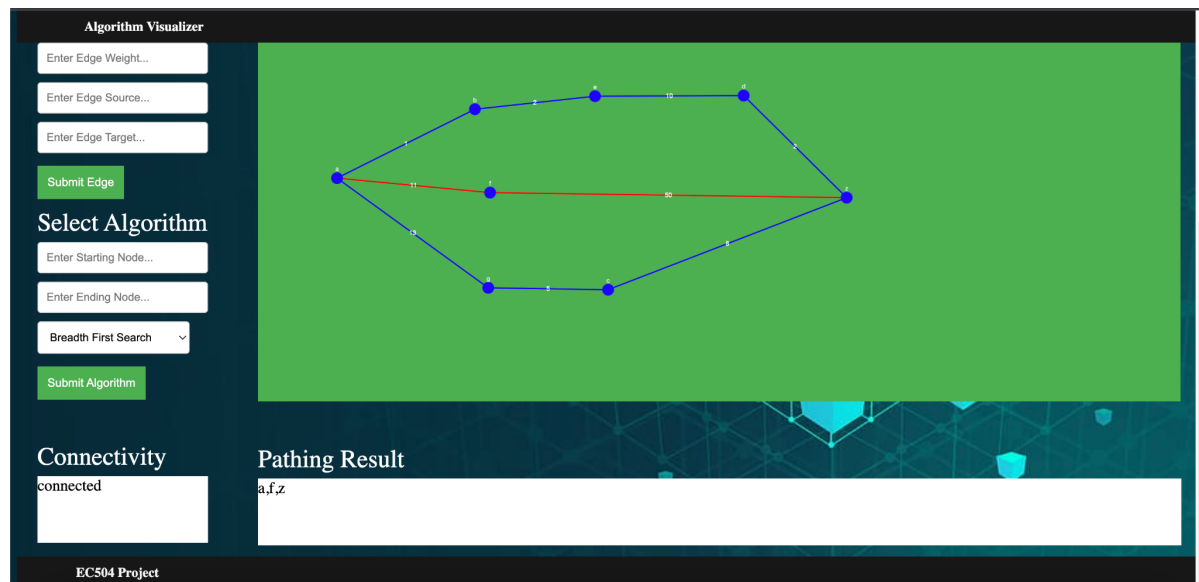 Algorithm Visualizer
Enter Edge Weight...
Enter Edge Source...
Enter Edge Target...
Submit Edge
Select Algorithm
Enter Starting Node...
Enter Ending Node...
Breadth First Search
Submit Algorithm
b
2
e
10
d
1
2
a
11
f
50
z
13
g
5
c
Connectivity
connected
Pathing Result
a,f,z
EC504 Project